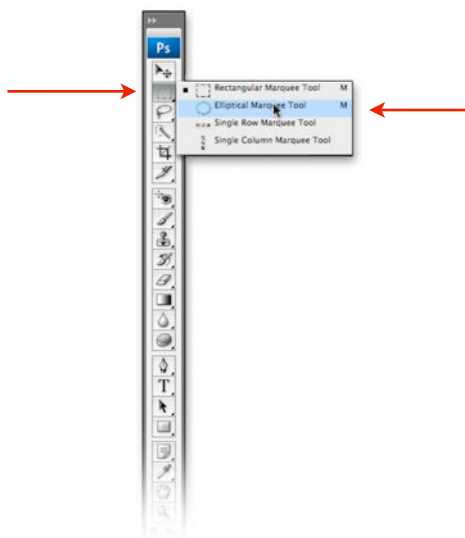 Ps
Rectangular Marquee Tool M
Elliptical Marquee Tool M
Single Row Marquee Tool
Single Column Marquee Tool
T